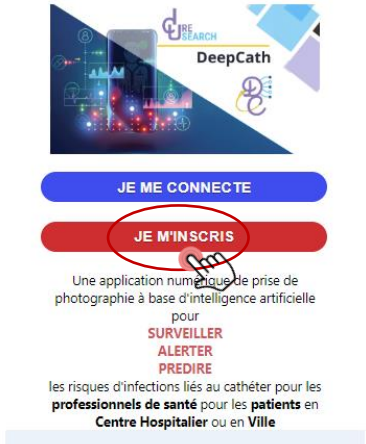 CURE
RESEARCH
DeepCath
JE ME CONNECTE
JE M'INSCRIS
Une application numérique de prise de
photographie à base d'intelligence artificielle
pour
SURVEILLER
ALERTER
PREDIRE
les risques d'infections liés au cathéter pour les
professionnels de santé pour les patients en
Centre Hospitalier ou en Ville